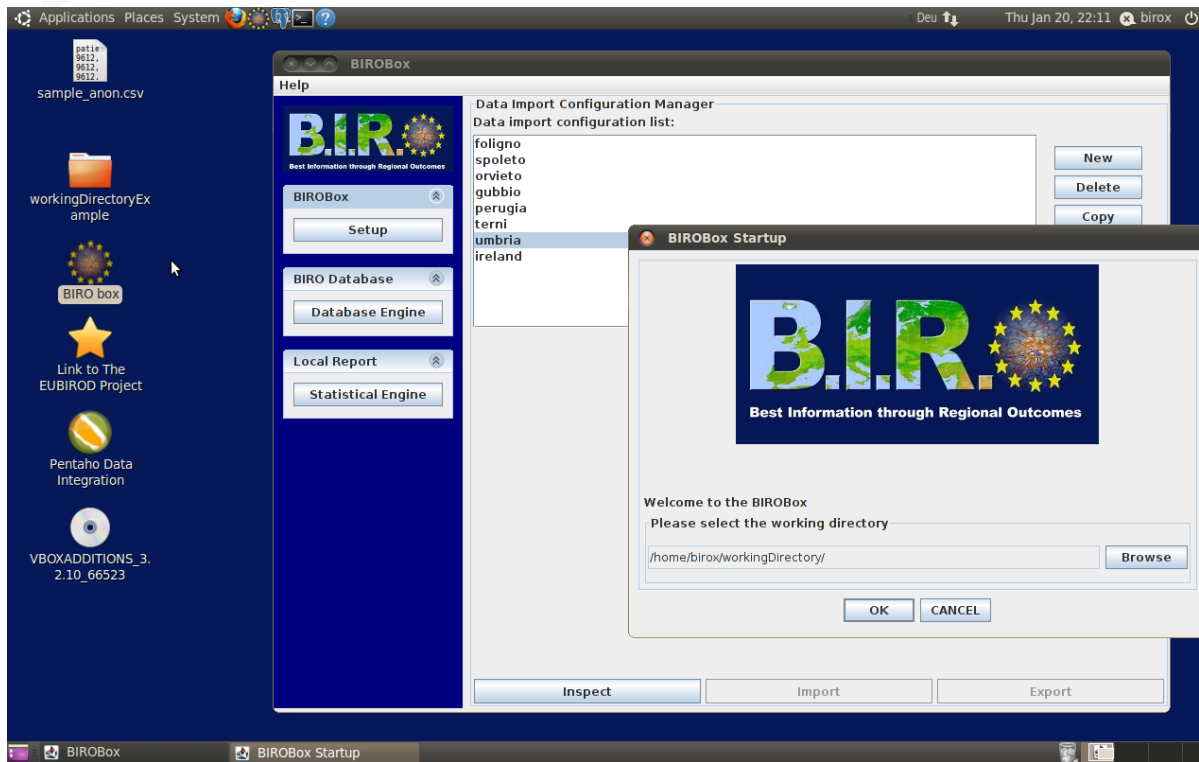 Applications Places System
Deu
Thu Jan 20, 22:11
birox
patie
9612,
9612,
9612.
sample_anon.csv
workingDirectoryEx
ample
BIRO box
Link to The
EUBIROD Project
Pentaho Data
Integration
VBOXADDITIONS_3.
2.10_66523
BIROBox
Help
B.I.R.O
Best Information through Regional Outcomes
BIROBox
Setup
BIRO Database
Database Engine
Local Report
Statistical Engine
Data Import Configuration Manager
Data import configuration list:
foligno
spoleto
orvieto
gubbio
perugia
terni
umbria
ireland
New
Delete
Copy
BIROBox Startup
B.I.R.
Best Information through Regional Outcomes
Welcome to the BIROBox
Please select the working directory
/home/birox/workingDirectory/
Browse
OK
CANCEL
Inspect
Import
Export
BIROBox
BIROBox Startup